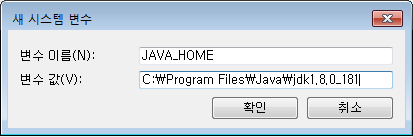 새 시스템 변수
변수 이름(N): JAVA_HOME
변수 값(V): C:₩Program Files₩Java₩jdk1.8.0_181
확인 취소